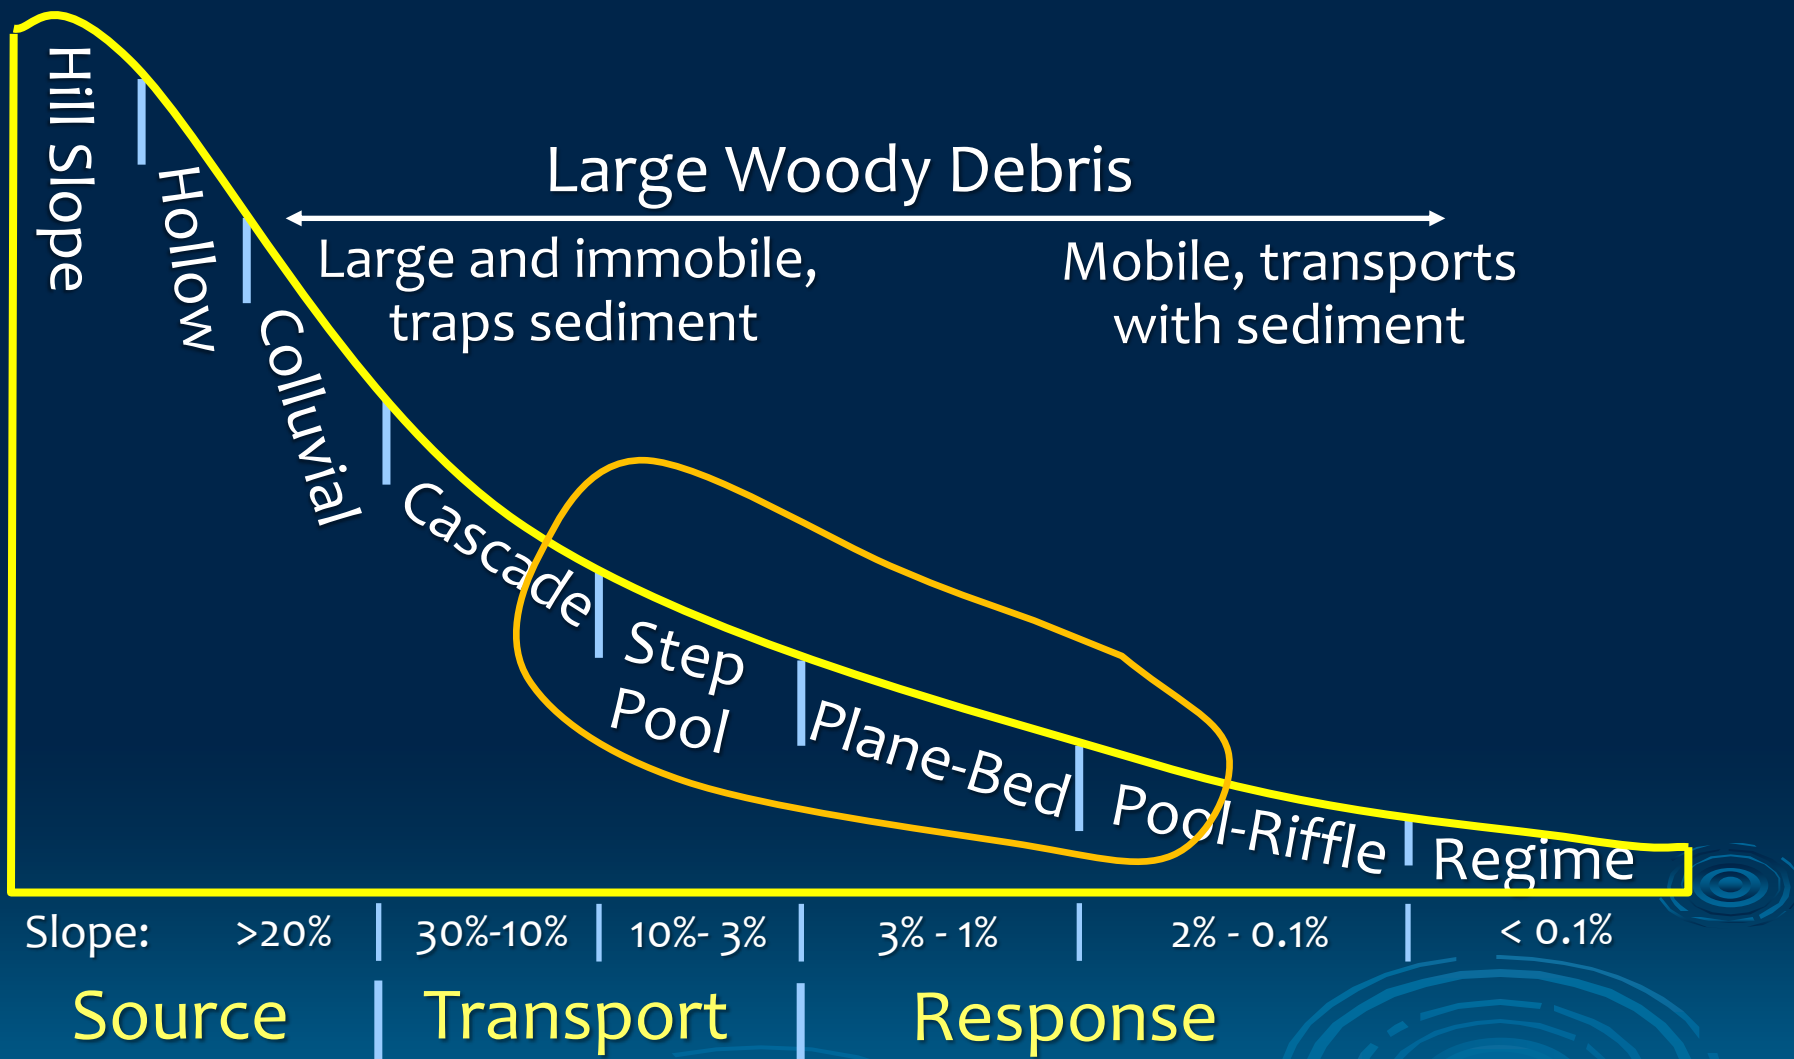 Hill Slope
Hollow
Colluvial
Large Woody Debris
Large and immobile,
traps sediment
Mobile, transports
with sediment
Cascade
Step
Pool
Plane-Bed
Pool-Riffle
Regime
Slope: >20% 30%-10% 10%- 3% 3% - 1% 2% - 0.1% < 0.1%
Source Transport Response